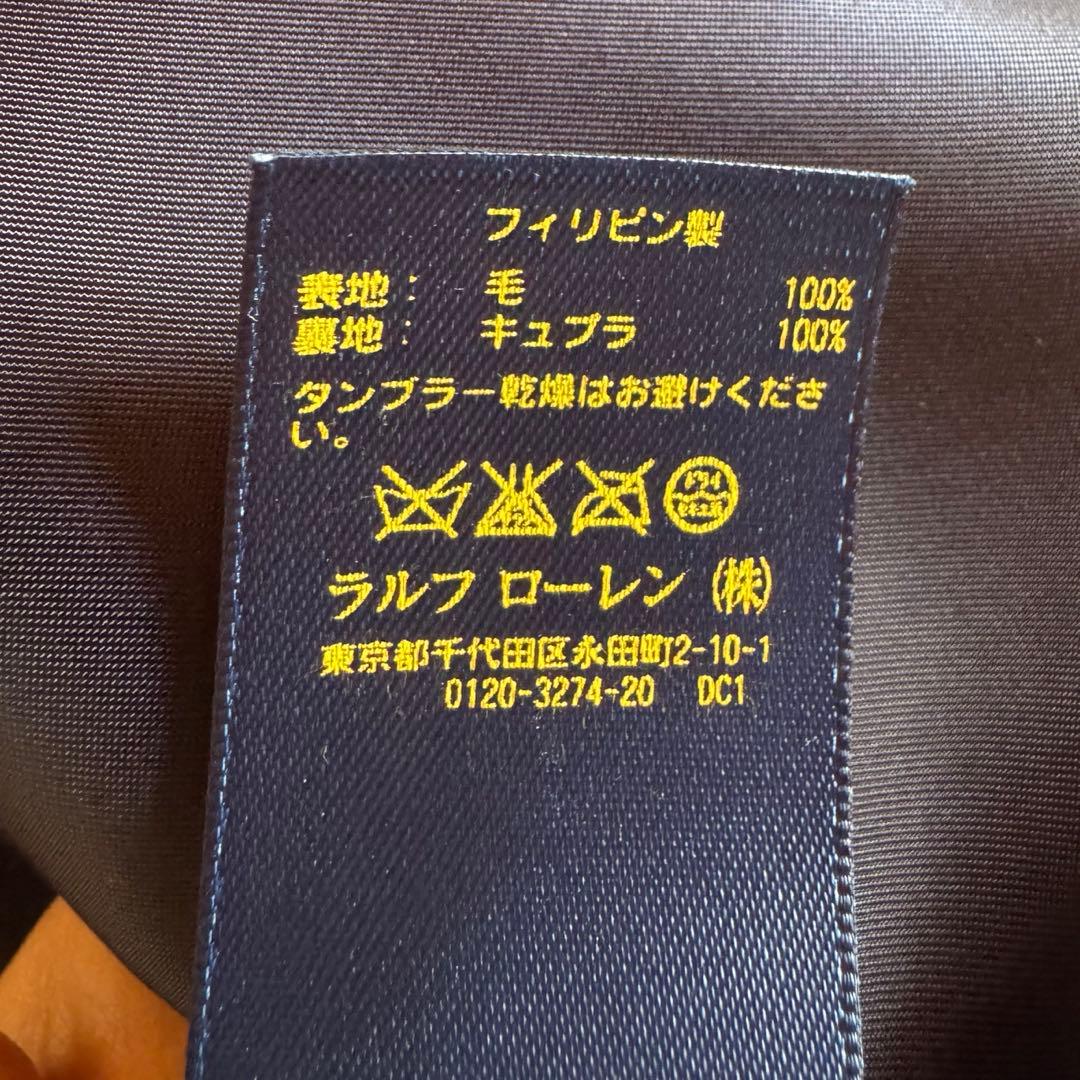 フィリピン製
表地: 毛 100%
裏地: キュプラ 100%
タンブラー乾燥はお避けくださ
い。
ラルフ ローレン (株)
東京都千代田区永田町2-10-1
0120-3274-20 DC1